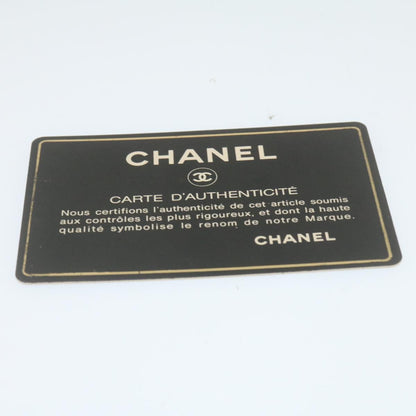 CHANEL
CARTE D'AUTHENTICITÉ
Nous certifions l'authenticité de cet article soumis
aux contrôles les plus rigoureux, et dont la haute
qualité symbolise le renom de notre Marque.
CHANEL